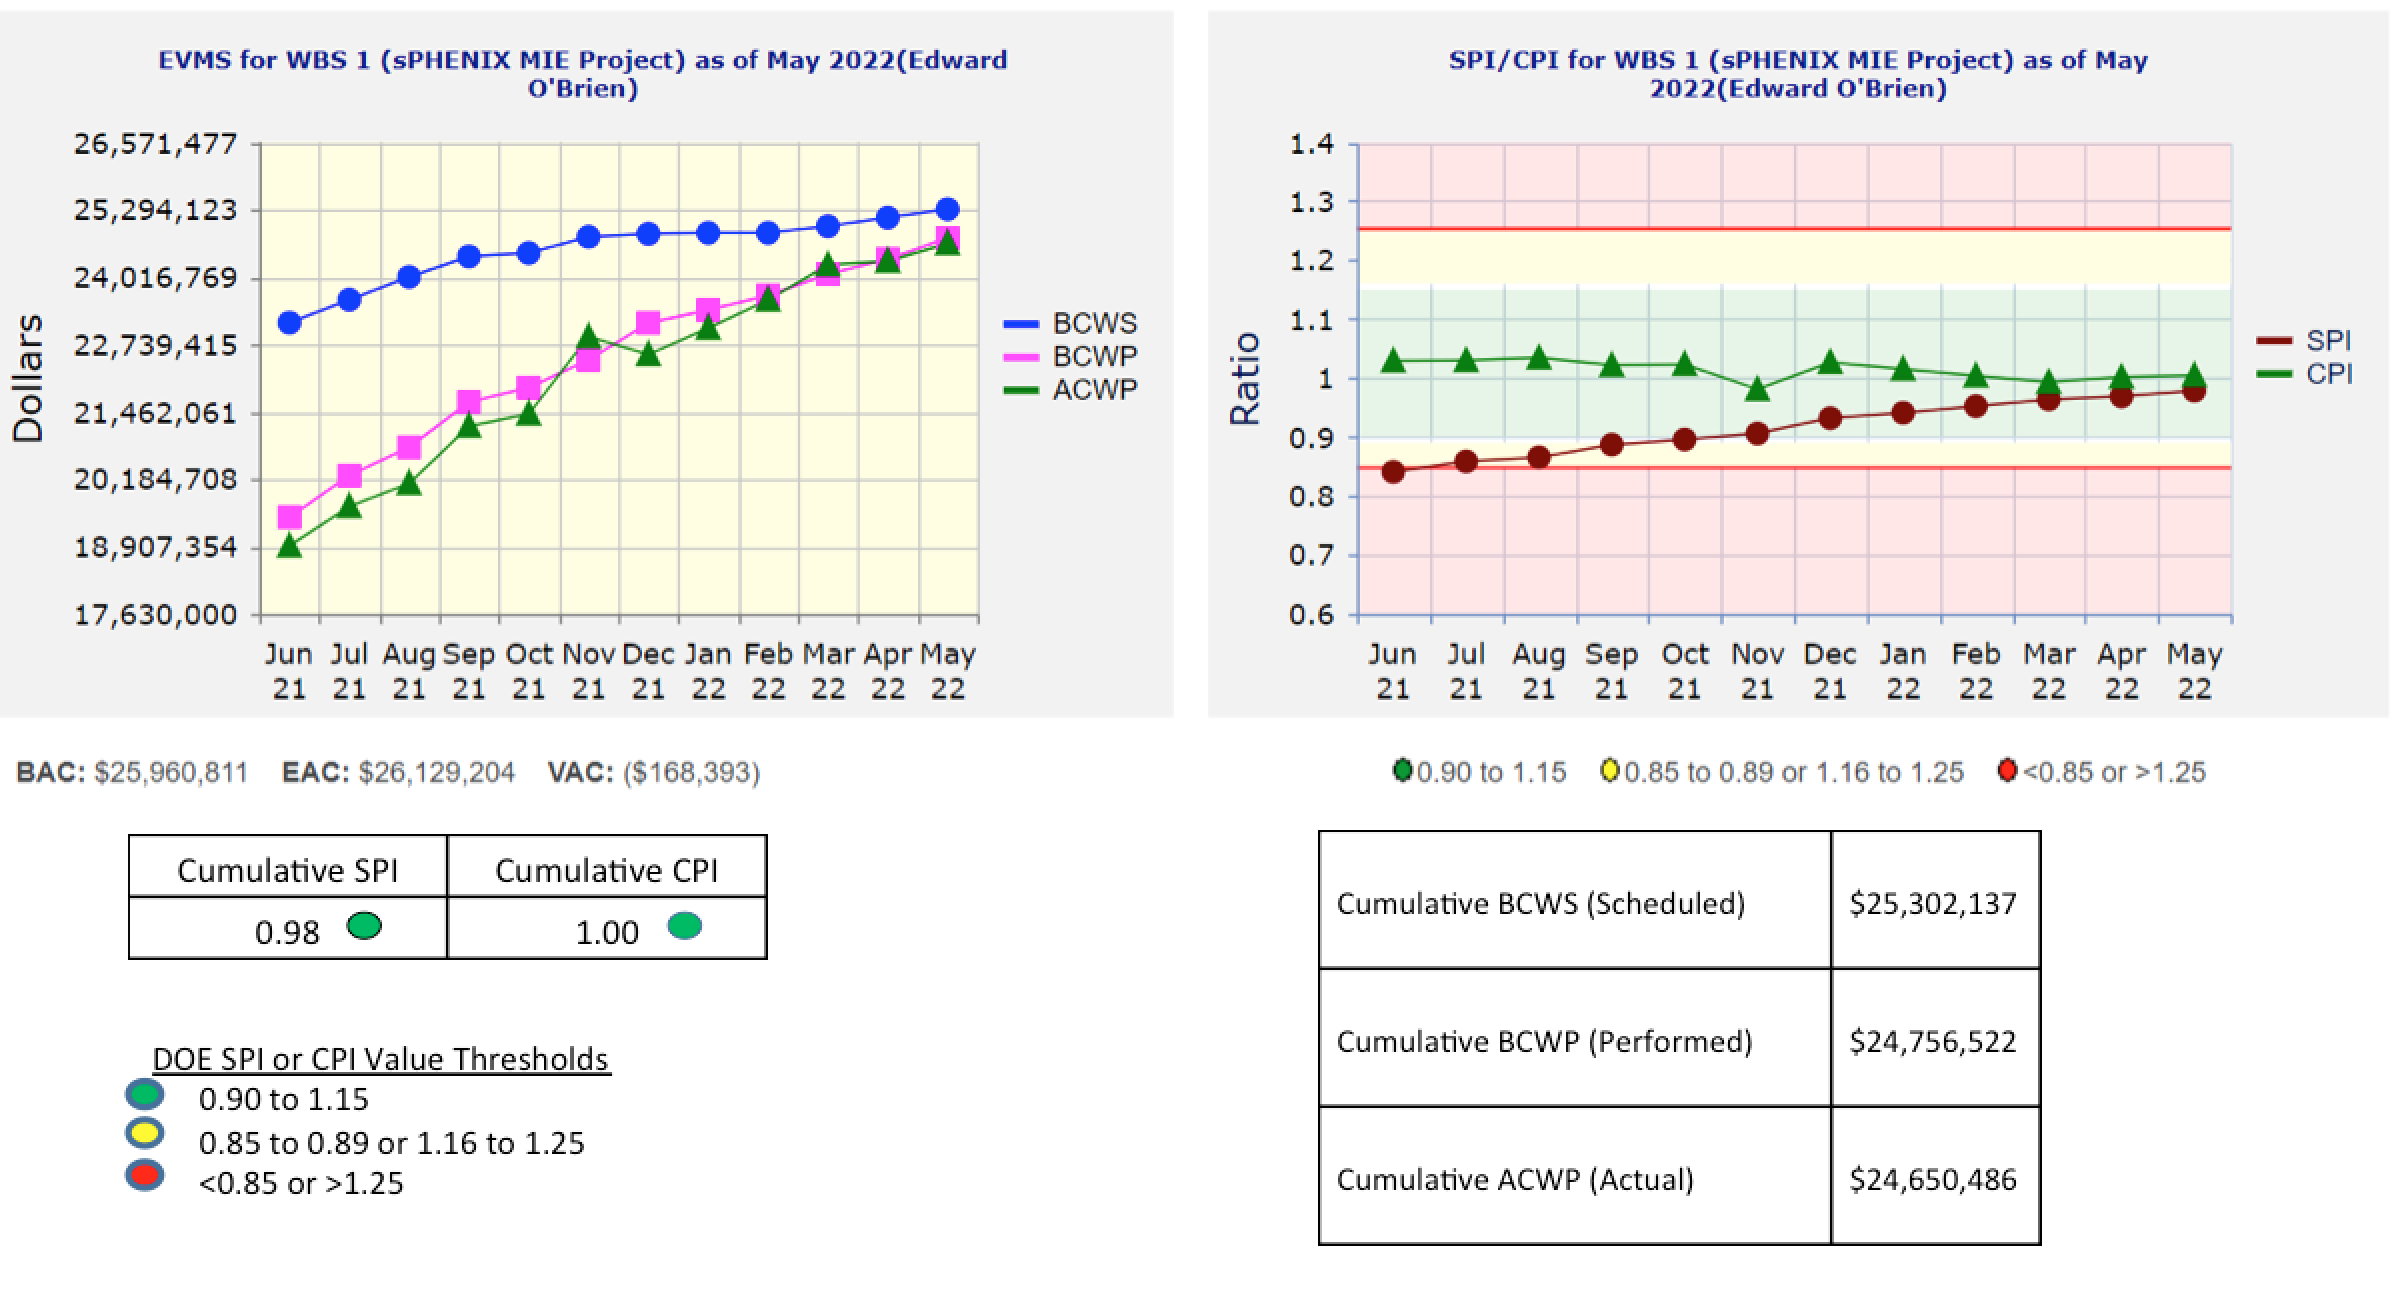 EVMS for WBS 1 (sPHENIX MIE Project) as of May 2022(Edward
O'Brien)
Dollars
26,571,477
25,294,123
24,016,769
22,739,415
21,462,061
20,184,708
18,907,354
17,630,000
Jun Jul Aug Sep Oct Nov Dec Jan Feb Mar Apr May
21 21 21 21 21 21 21 22 22 22 22 22
BCWS
BCWP
ACWP
SPI/CPI for WBS 1 (sPHENIX MIE Project) as of May
2022(Edward O'Brien)
Ratio
1.4
1.3
1.2
1.1
1
0.9
0.8
0.7
0.6
Jun Jul Aug Sep Oct Nov Dec Jan Feb Mar Apr May
21 21 21 21 21 21 21 22 22 22 22 22
SPI
CPI
BAC: $25,960,811 EAC: $26,129,204 VAC: ($168,393)
0.90 to 1.15 0.85 to 0.89 or 1.16 to 1.25 <0.85 or >1.25
Cumulative SPI Cumulative CPI
0.98 1.00
DOE SPI or CPI Value Thresholds
0.90 to 1.15
0.85 to 0.89 or 1.16 to 1.25
<0.85 or >1.25
Cumulative BCWS (Scheduled) $25,302,137
Cumulative BCWP (Performed) $24,756,522
Cumulative ACWP (Actual) $24,650,486